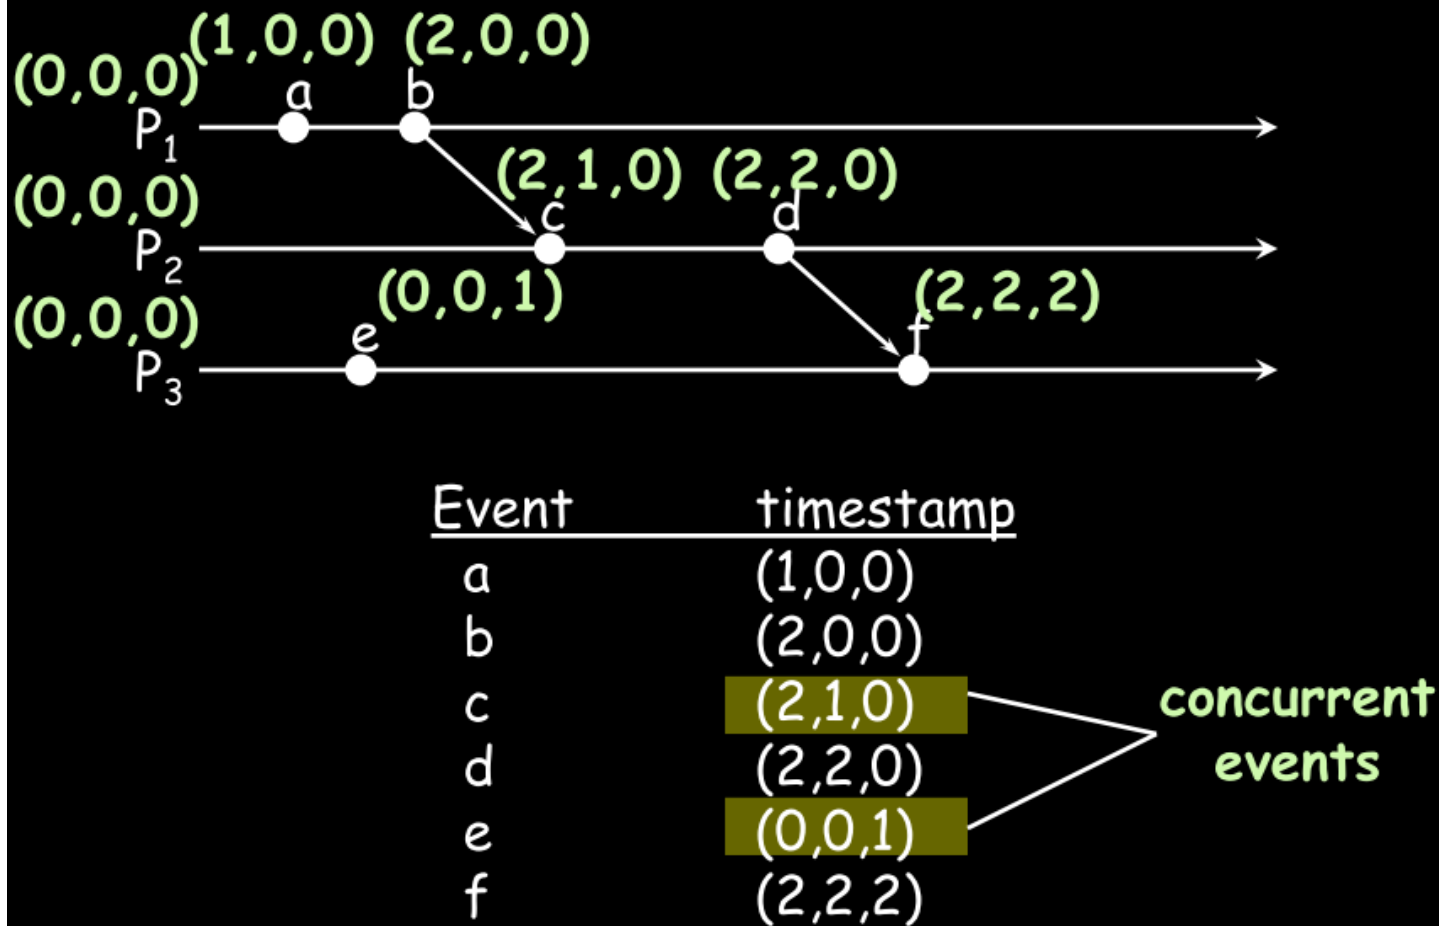 (1,0,0) (2,0,0)
(0,0,0)
a b
P1
(2,1,0) (2,2,0)
(0,0,0)
c d
P2
(0,0,1) (2,2,2)
(0,0,0)
e f
P3
Event timestamp
a (1,0,0)
b (2,0,0)
c (2,1,0)
d (2,2,0)
e (0,0,1)
f (2,2,2)
concurrent
events